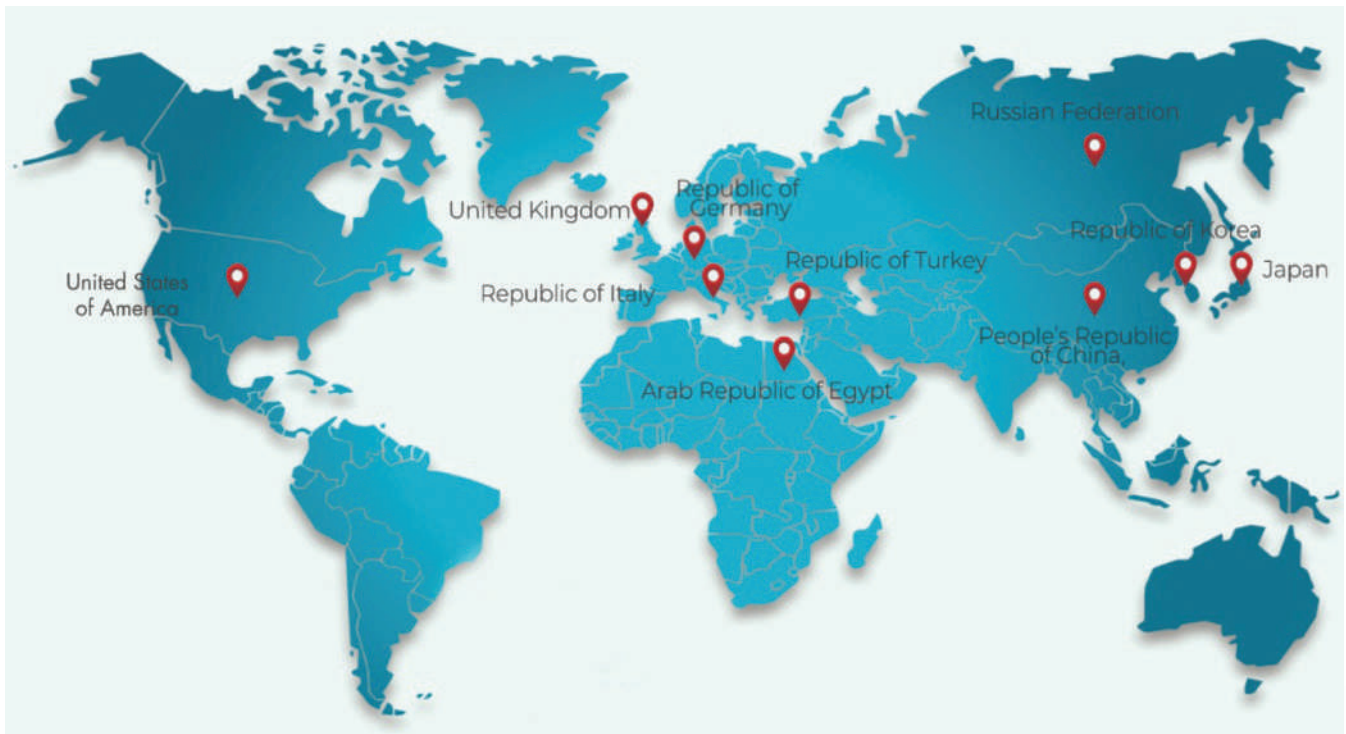 Russian Federation
Republic of
Germany
United Kingdom
Republic of Korea
Republic of Turkey
Japan
United States
of America
Republic of Italy
People's Republic
of China,
Arab Republic of Egypt